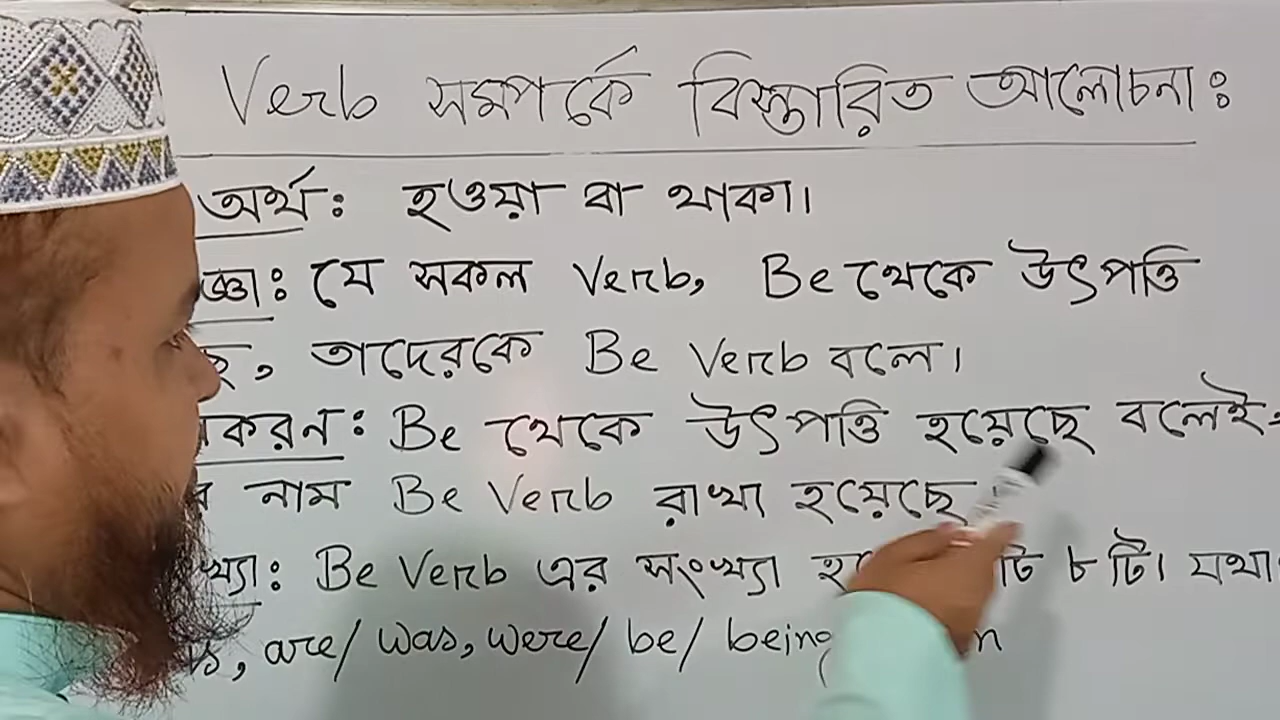 Verb সম্পর্কে বিস্তারিত আলোচনাঃ
অর্থঃ হওয়া বা থাকা।
জ্ঞাঃ যে সকল Verb, Be থেকে উৎপত্তি
ছে, তাদেরকে Be Verb বলে।
করনঃ Be থেকে উৎপত্তি হয়েছে বলেই
নাম Be Verb রাখা হয়েছে।
খ্যাঃ Be Verb এর সংখ্যা টি ৮ টি। যথা
are/ was, were/ be/ being